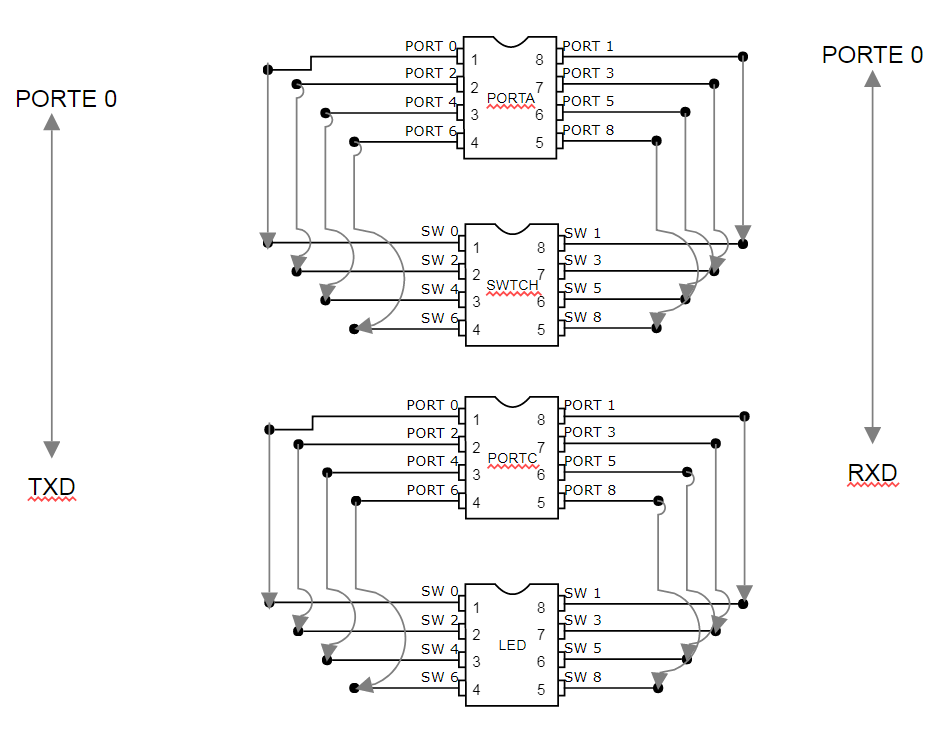 PORTE 0
PORTE 0
TXD
RXD
PORT 0 PORT 1
1 8
PORT 2 PORT 3
2 7
PORTA
PORT 4 PORT 5
3 6
PORT 6 PORT 8
4 5
SW 0 SW 1
1 8
SW 2 SW 3
2 7
SWTCH
SW 4 SW 5
3 6
SW 6 SW 8
4 5
PORT 0 PORT 1
1 8
PORT 2 PORT 3
2 7
PORTC
PORT 4 PORT 5
3 6
PORT 6 PORT 8
4 5
SW 0 SW 1
1 8
SW 2 SW 3
2 7
LED
SW 4 SW 5
3 6
SW 6 SW 8
4 5